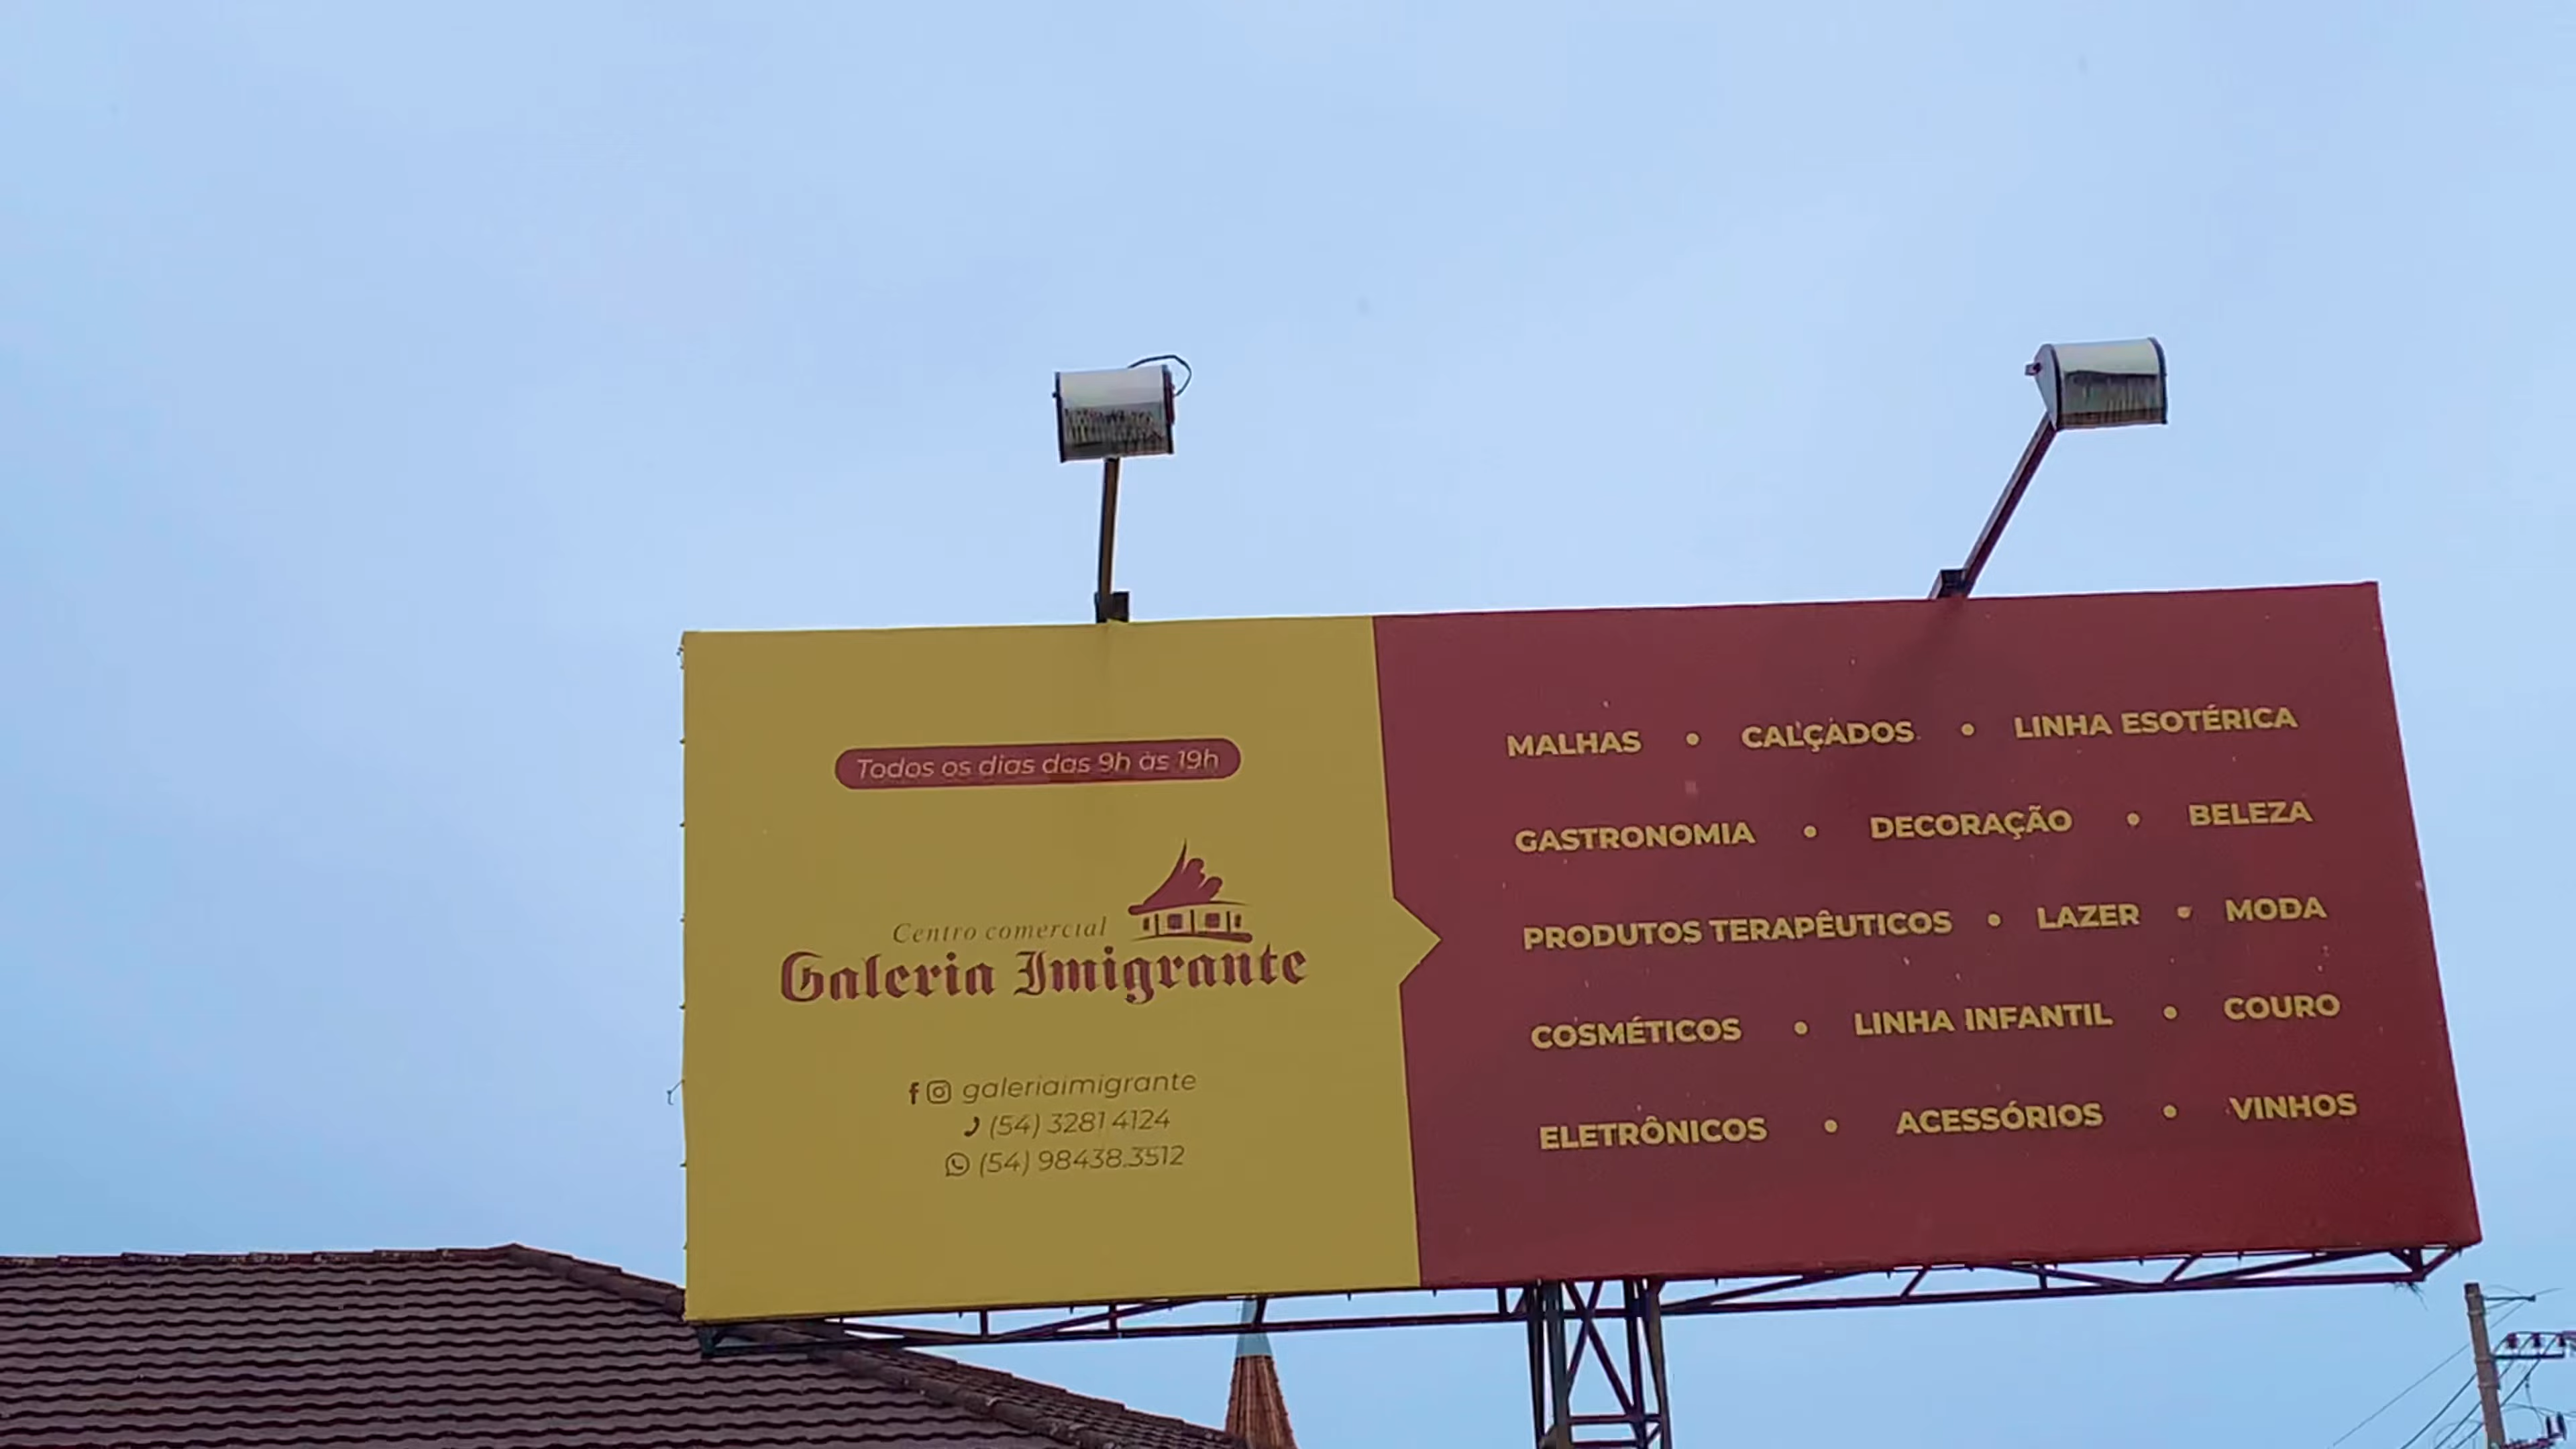 Todos os dias das 9h às 19h
Centro comercial
Galeria Imigrante
galeriaimigrante
(54) 3281 4124
(54) 98438.3512
MALHAS • CALÇADOS • LINHA ESOTÉRICA
GASTRONOMIA • DECORAÇÃO • BELEZA
PRODUTOS TERAPÊUTICOS • LAZER • MODA
COSMÉTICOS • LINHA INFANTIL • COURO
ELETRÔNICOS • ACESSÓRIOS • VINHOS